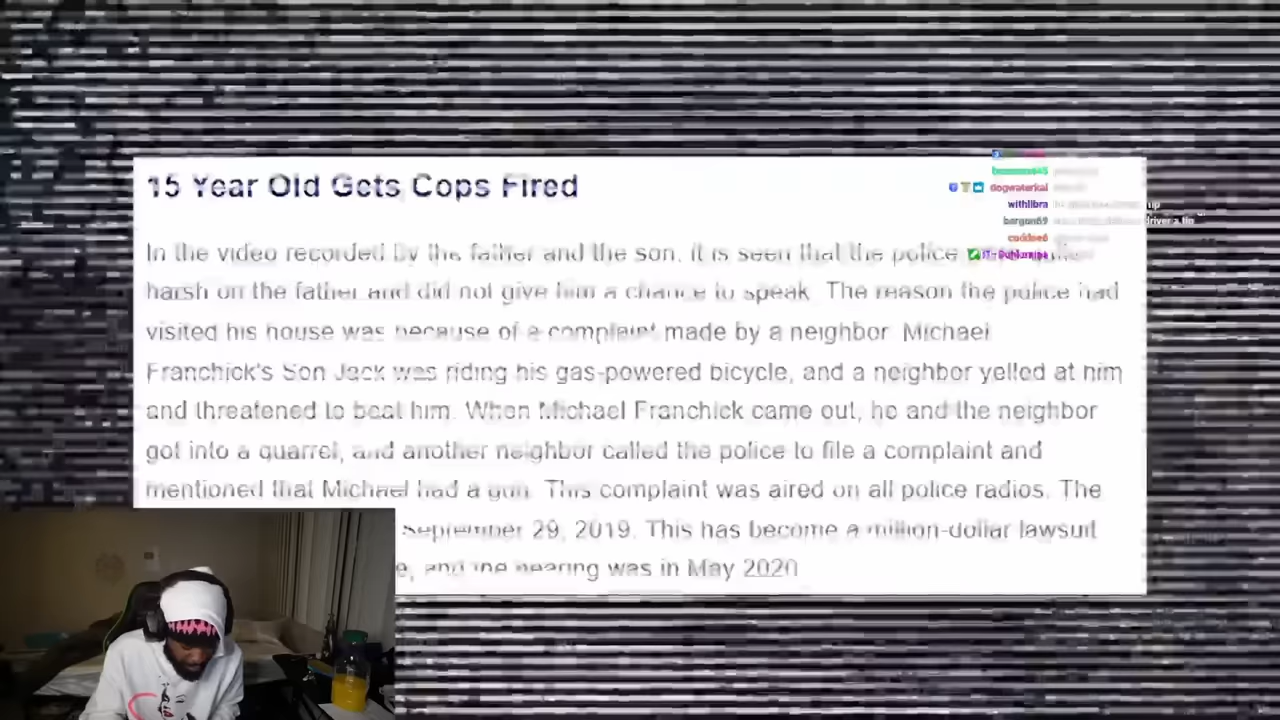 15 Year Old Gets Cops Fired
In the video recorded by the father and the son, it is seen that the police
harsh on the father and did not give him a chance to speak. The reason the police had
visited his house was because of a complaint made by a neighbor. Michael
Franchick's Son Jack was riding his gas-powered bicycle, and a neighbor yelled at him
and threatened to beat him. When Michael Franchick came out, he and the neighbor
got into a quarrel, and another neighbor called the police to file a complaint and
mentioned that Michael had a gun. This complaint was aired on all police radios. The
September 29, 2019. This has become a million-dollar lawsuit
and the hearing was in May 2020
dogwaterkai
withlibra